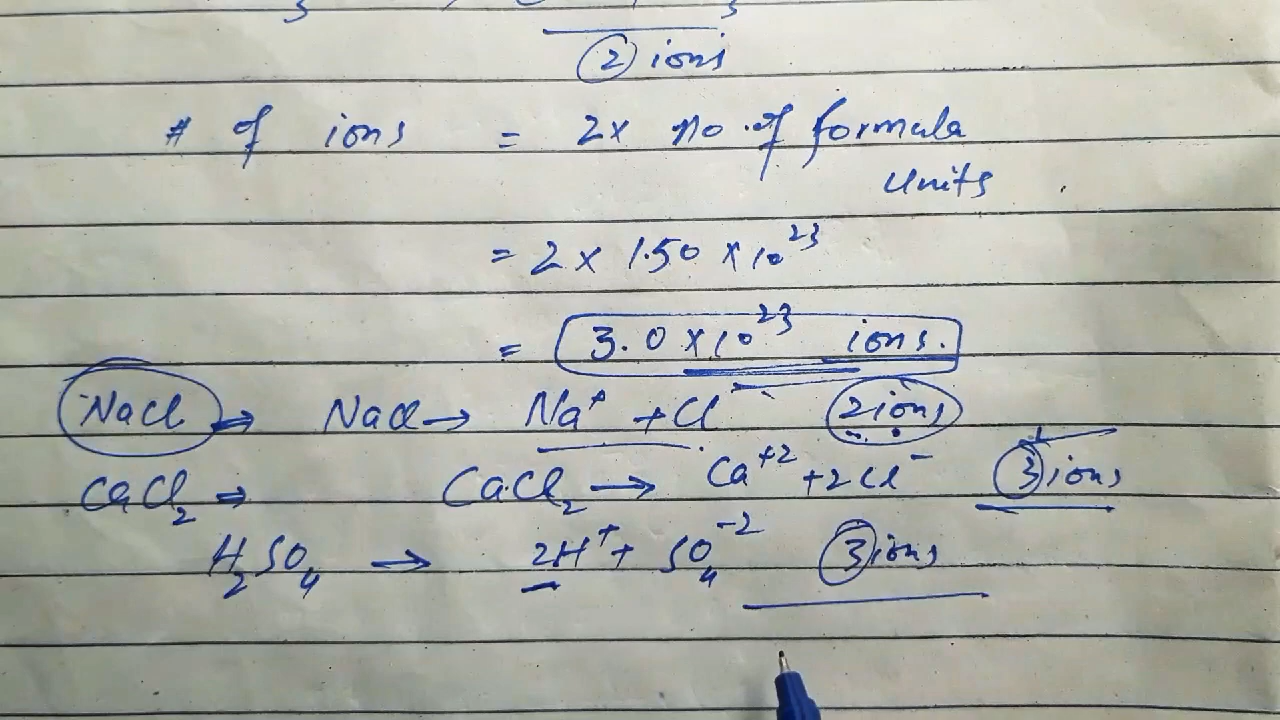 3 3
2 ions
# of ions = 2x no. of formula
units
= 2 x 1.50 x 10^23
= 3.0 x 10^23 ions.
NaCl ⇒ NaCl → Na+ + Cl- 2 ions
CaCl2 ⇒ CaCl2 → Ca+2 + 2Cl- 3 ions
H2SO4 → 2H+ + SO4-2 3 ions